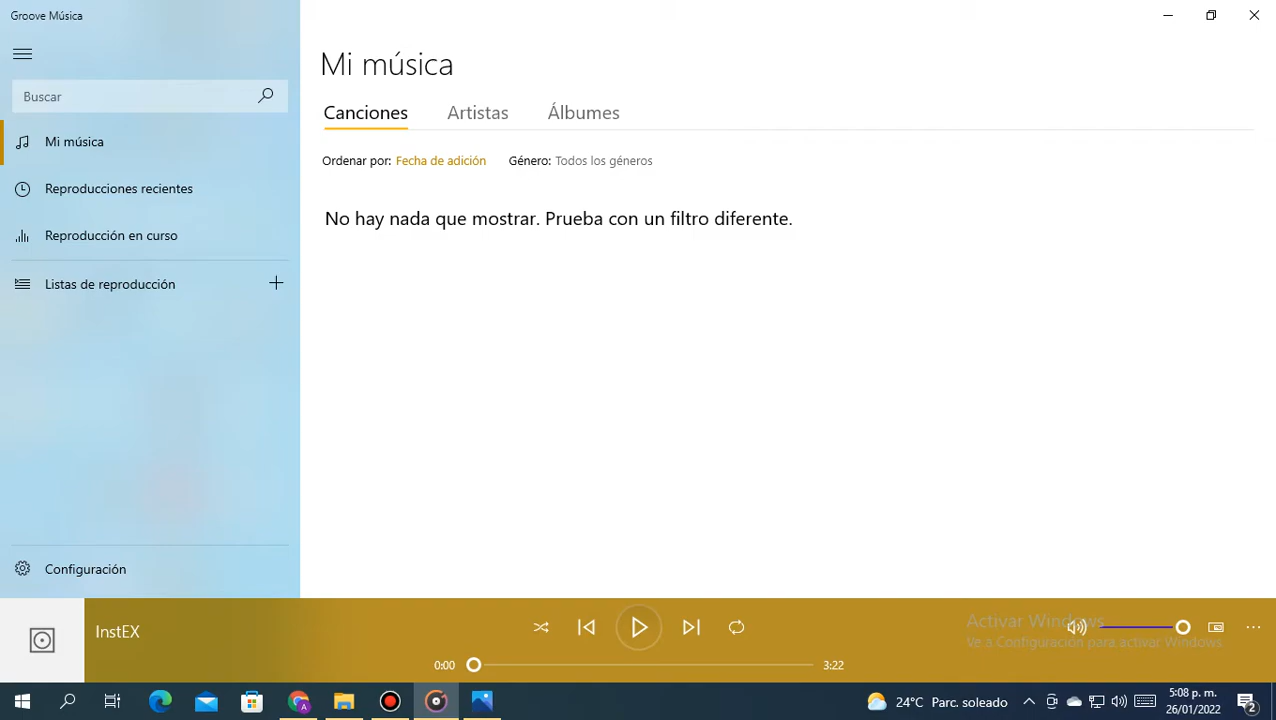 Groove Música
Buscar
Mi música
Reproducciones recientes
Reproducción en curso
Listas de reproducción
Configuración
Mi música
Canciones Artistas Álbumes
Ordenar por: Fecha de adición Género: Todos los géneros
No hay nada que mostrar. Prueba con un filtro diferente.
InstEX
0:00 3:22
Activar Windows
Ve a Configuración para activar Windows
24°C Parc. soleado
5:08 p. m.
26/01/2022
2
A